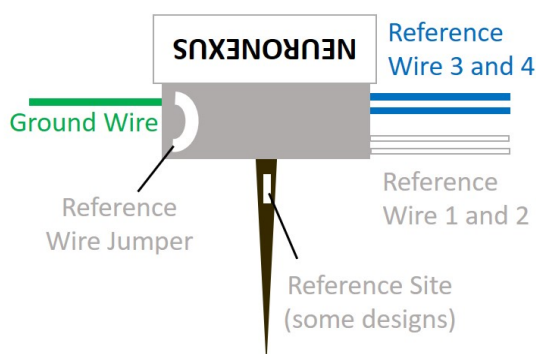 NEURONEXUS
Reference
Wire 3 and 4
Ground Wire
Reference
Wire Jumper
Reference
Wire 1 and 2
Reference Site
(some designs)